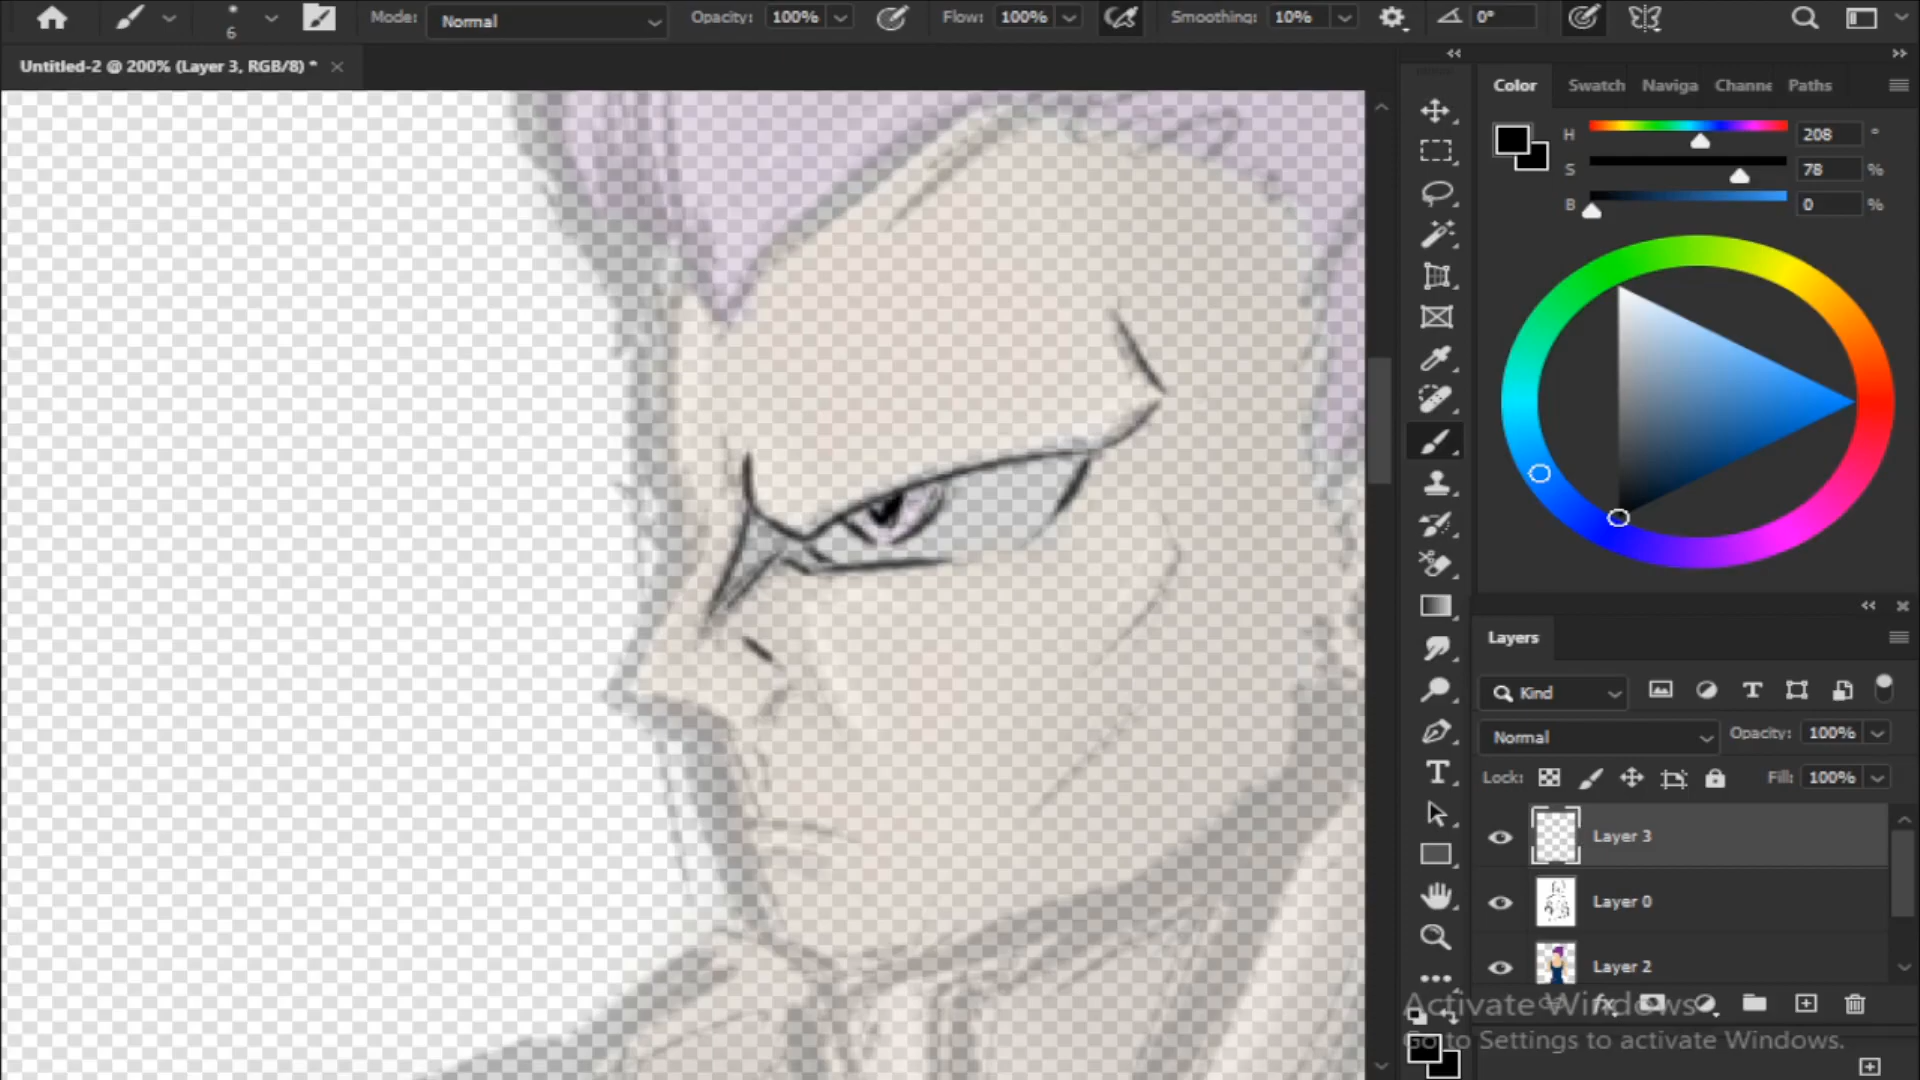 6
Mode:
Normal
Opacity: 100%
Flow: 100%
Smoothing: 10%
0°
Untitled-2 @ 200% (Layer 3, RGB/8) *
Color Swatch Naviga Channe Paths
H 208 °
S 78 %
B 0 %
Layers
Kind
Normal
Opacity: 100%
Lock:
Fill: 100%
Layer 3
Layer 0
Layer 2
fx
Activate Windows
Go to Settings to activate Windows.